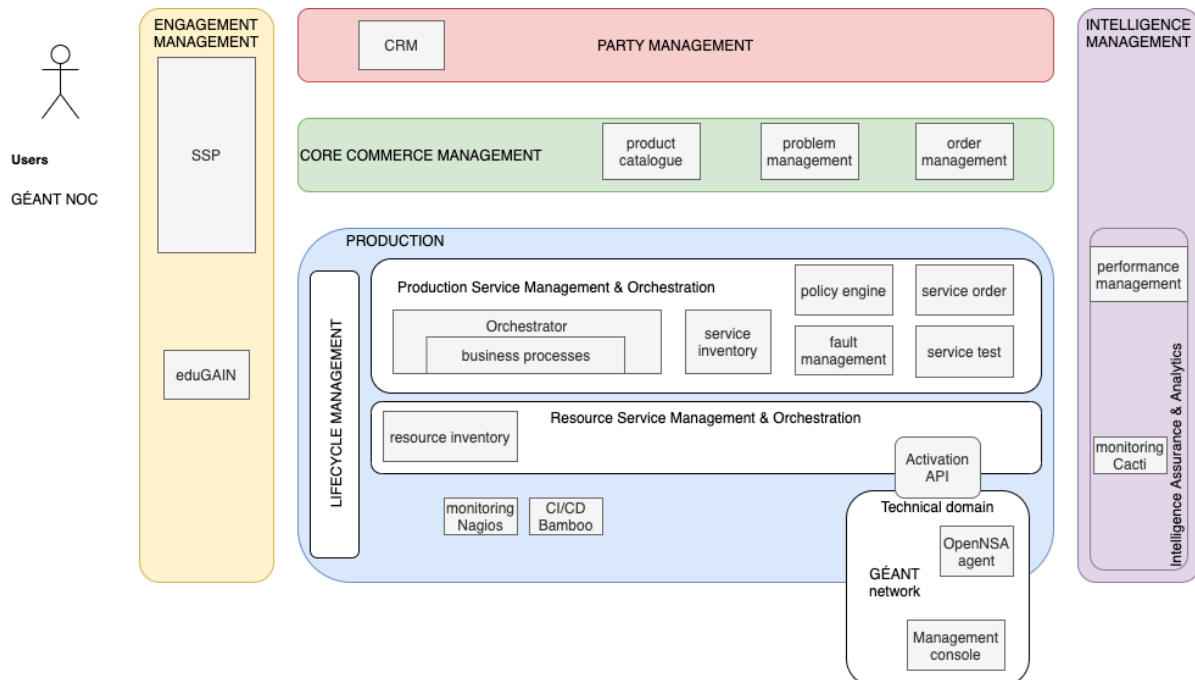 ENGAGEMENT
MANAGEMENT
SSP
eduGAIN
Users
GÉANT NOC
CRM
PARTY MANAGEMENT
CORE COMMERCE MANAGEMENT
product
catalogue
problem
management
order
management
PRODUCTION
LIFECYCLE MANAGEMENT
Production Service Management & Orchestration
Orchestrator
business processes
service
inventory
policy engine
service order
fault
management
service test
Resource Service Management & Orchestration
resource inventory
Activation
API
monitoring
Nagios
CI/CD
Bamboo
Technical domain
OpenNSA
agent
GÉANT
network
Management
console
INTELLIGENCE
MANAGEMENT
performance
management
monitoring
Cacti
Intelligence Assurance & Analytics